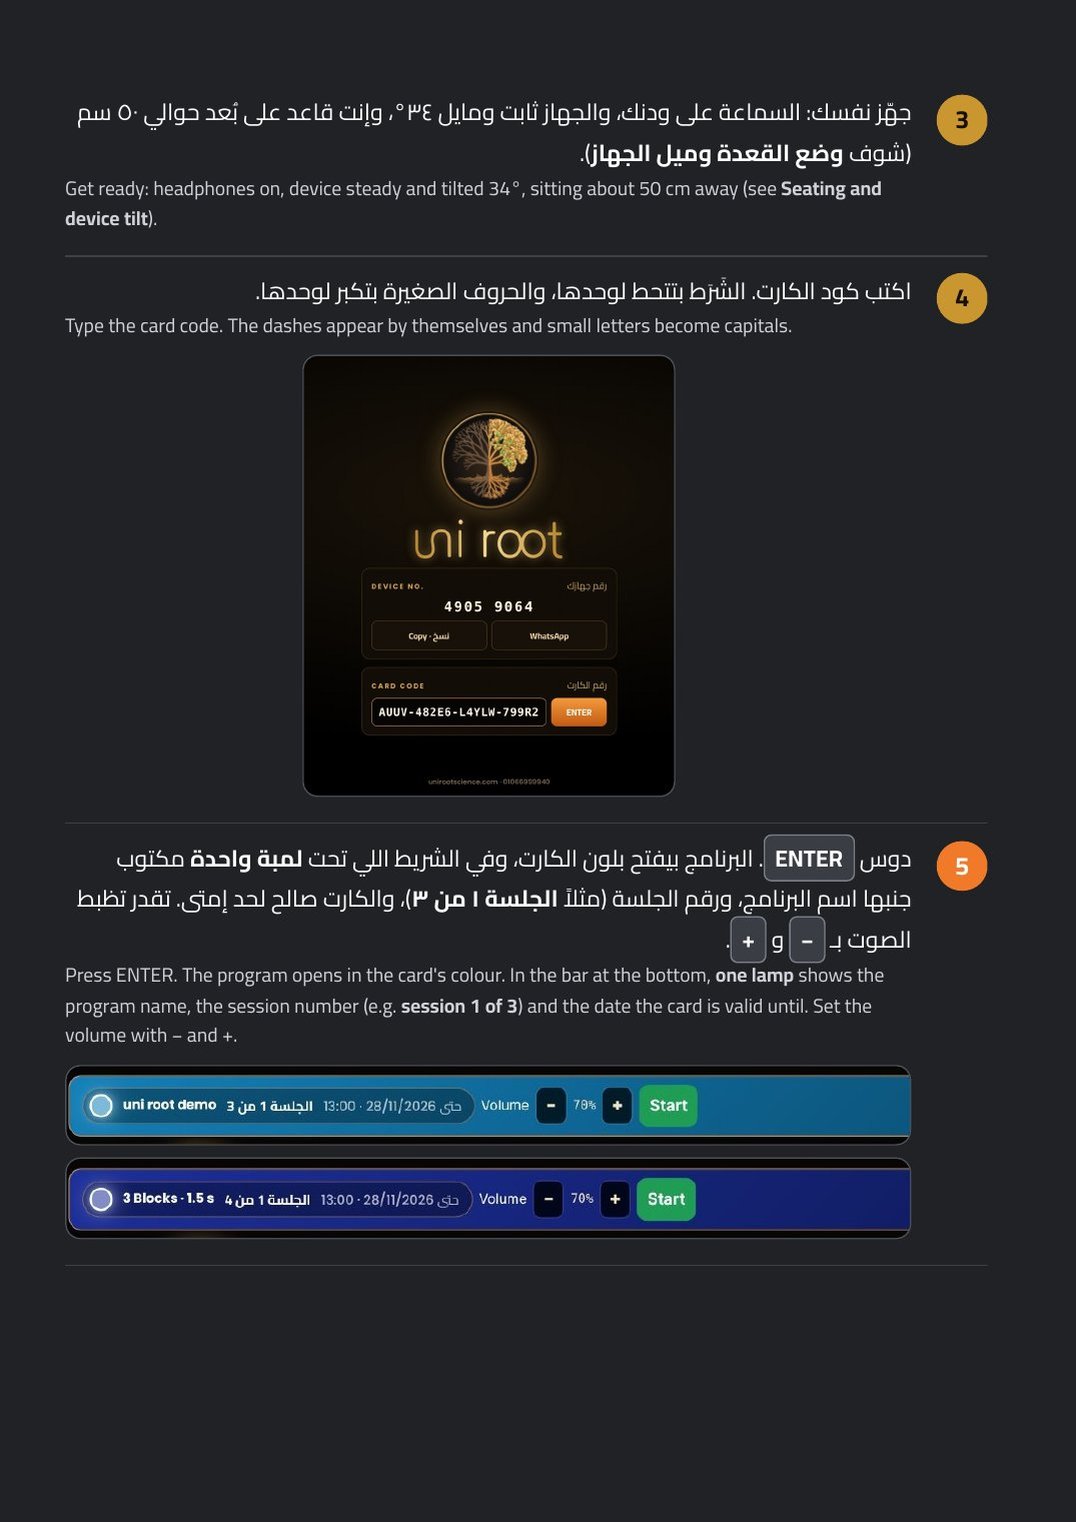 3
جهّز نفسك: السماعة على ودنك، والجهاز ثابت ومايل ٣٤°، وإنت قاعد على بُعد حوالي ٥٠ سم
(شوف وضع القعدة وميل الجهاز).
Get ready: headphones on, device steady and tilted 34°, sitting about 50 cm away (see Seating and
device tilt).
4
اكتب كود الكارت. الشَّرَط بتتحط لوحدها، والحروف الصغيرة بتكبر لوحدها.
Type the card code. The dashes appear by themselves and small letters become capitals.
uni root
DEVICE NO. رقم جهازك
4905 9064
Copy · نسخ WhatsApp
CARD CODE رقم الكارت
AUUV-482E6-L4YLW-799R2 ENTER
unirootscience.com
5
دوس ENTER. البرنامج بيفتح بلون الكارت، وفي الشريط اللي تحت لمبة واحدة مكتوب
جنبها اسم البرنامج، ورقم الجلسة (مثلاً الجلسة ١ من ٣)، والكارت صالح لحد إمتى. تقدر تظبط
الصوت بـ − و +.
Press ENTER. The program opens in the card's colour. In the bar at the bottom, one lamp shows the
program name, the session number (e.g. session 1 of 3) and the date the card is valid until. Set the
volume with − and +.
uni root demo الجلسة 1 من 3 حتى 28/11/2026 · 13:00 Volume − 70% + Start
3 Blocks · 1.5 s الجلسة 1 من 4 حتى 28/11/2026 · 13:00 Volume − 70% + Start